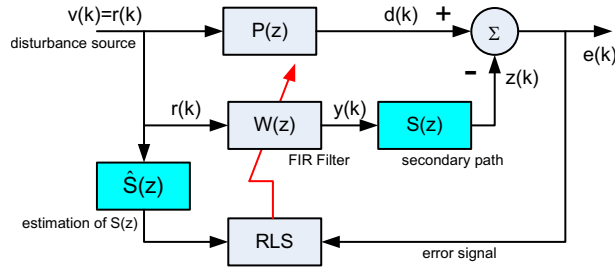 v(k)=r(k)
disturbance source
P(z)
d(k)
+
Σ
e(k)
-
z(k)
r(k)
W(z)
y(k)
S(z)
FIR Filter
secondary path
Ŝ(z)
estimation of S(z)
RLS
error signal